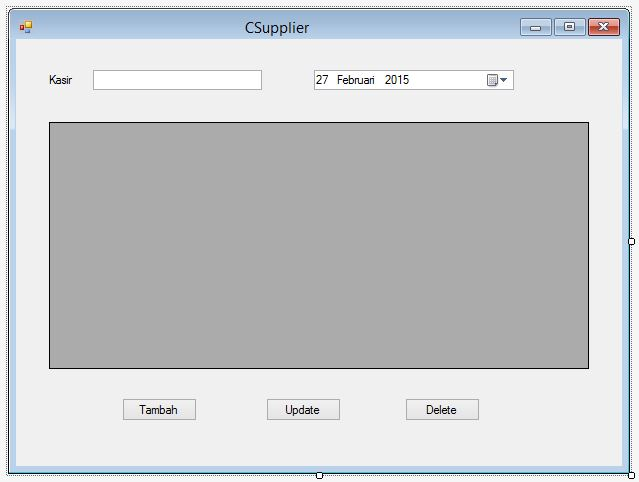 CSupplier
Kasir 27 Februari 2015
Tambah Update Delete